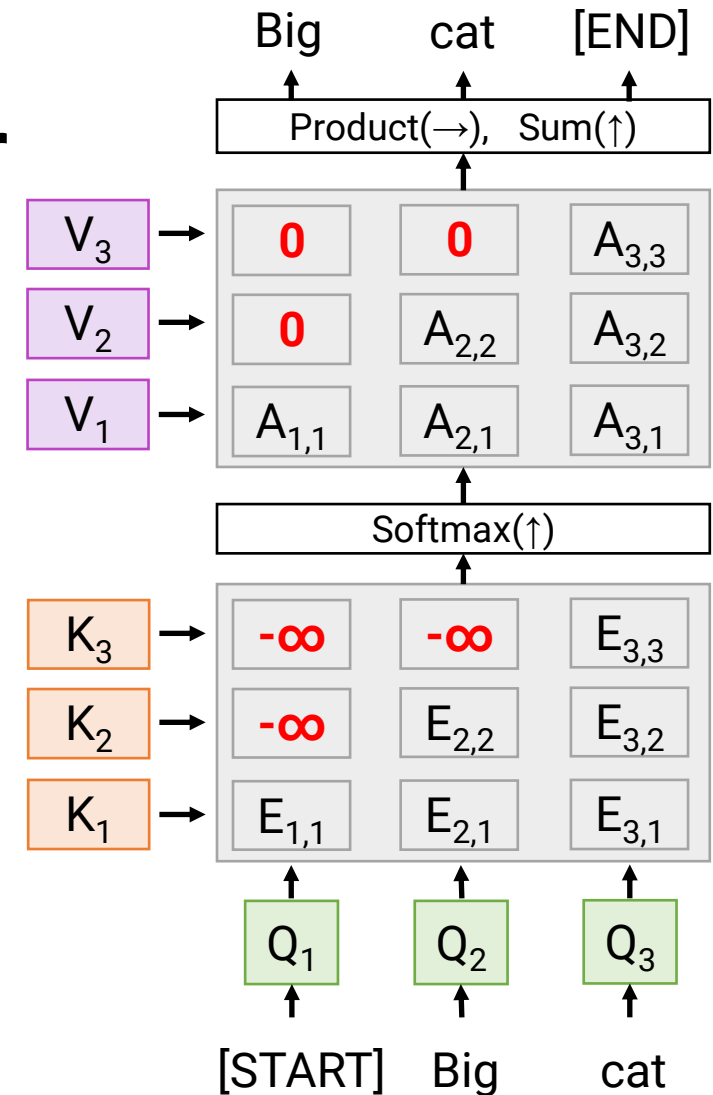 Big cat [END]
Product(→), Sum(↑)
V3 0 0 A3,3
V2 0 A2,2 A3,2
V1 A1,1 A2,1 A3,1
Softmax(↑)
K3 -∞ -∞ E3,3
K2 -∞ E2,2 E3,2
K1 E1,1 E2,1 E3,1
Q1 Q2 Q3
[START] Big cat